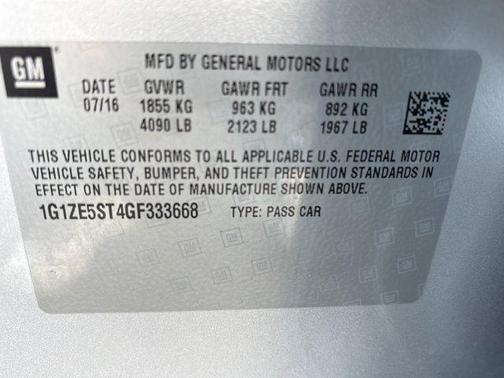 GM
MFD BY GENERAL MOTORS LLC
DATE GVWR GAWR FRT GAWR RR
07/16 1855 KG 963 KG 892 KG
4090 LB 2123 LB 1967 LB
THIS VEHICLE CONFORMS TO ALL APPLICABLE U.S. FEDERAL MOTOR
VEHICLE SAFETY, BUMPER, AND THEFT PREVENTION STANDARDS IN
EFFECT ON THE DATE OF MANUFACTURE SHOWN ABOVE.
1G1ZE5ST4GF333668 TYPE: PASS CAR